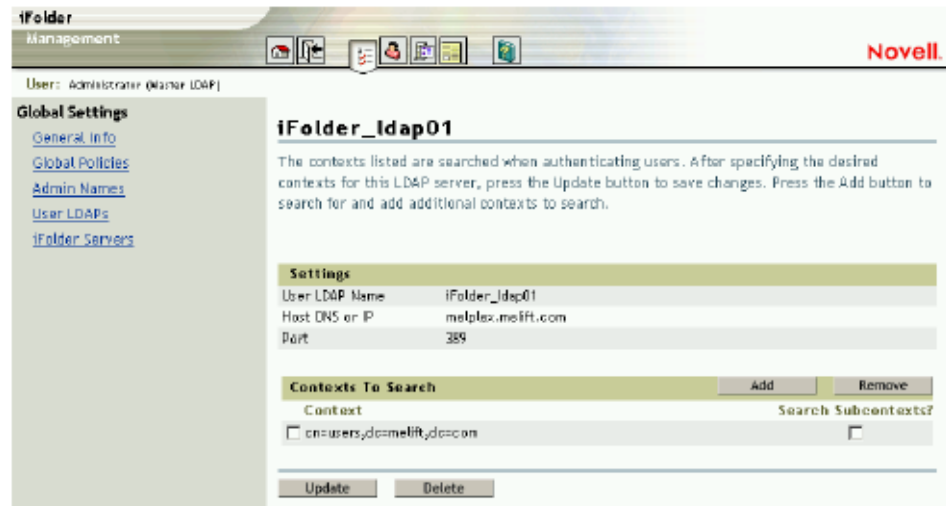 iFolder
Management
Novell.
User: Administrator (Master LDAP)
Global Settings
General Info
Global Policies
Admin Names
User LDAPs
iFolder Servers
iFolder_ldap01
The contexts listed are searched when authenticating users. After specifying the desired
contexts for this LDAP server, press the Update button to save changes. Press the Add button to
search for and add additional contexts to search.
Settings
User LDAP Name iFolder_ldap01
Host DNS or IP melplex.melift.com
Port 389
Contexts To Search Add Remove
Context Search Subcontexts?
cn=users,dc=melift,dc=com
Update Delete